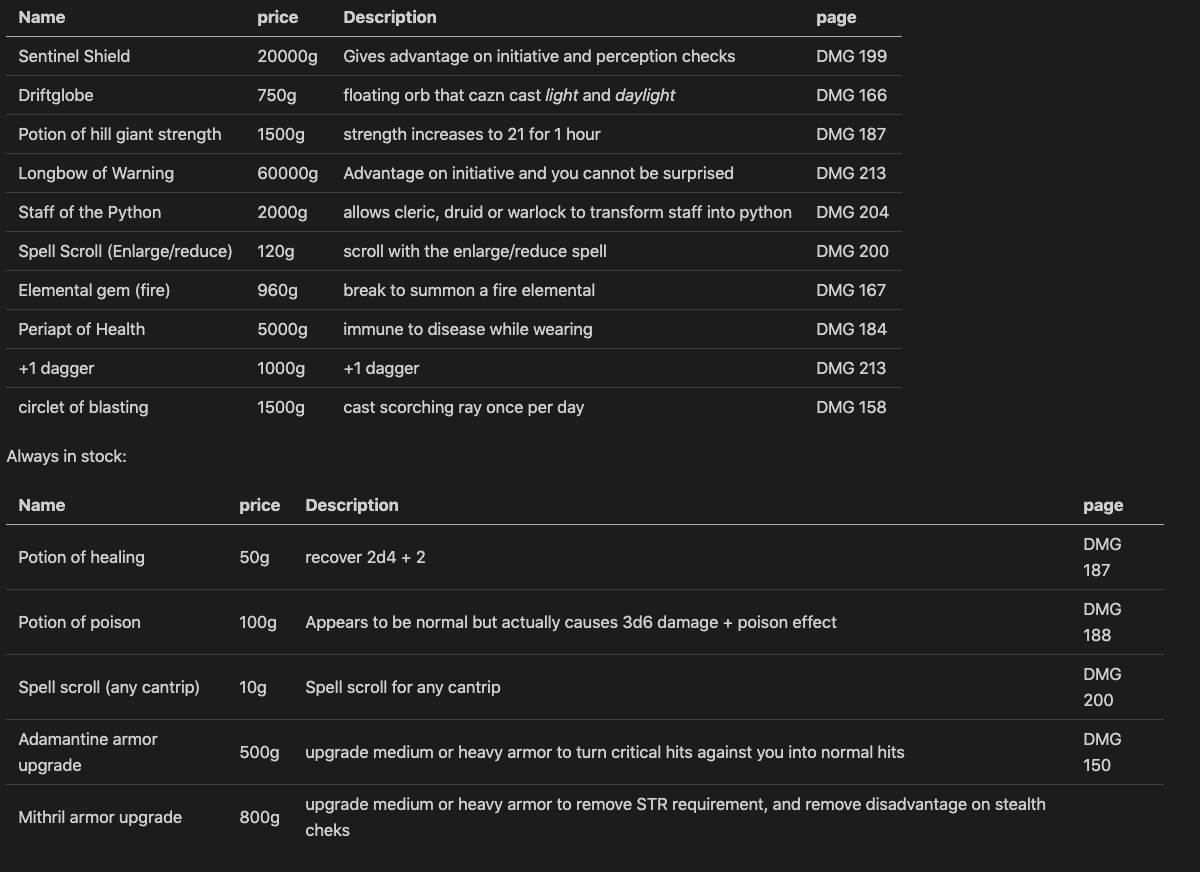 Name price Description page
Sentinel Shield 20000g Gives advantage on initiative and perception checks DMG 199
Driftglobe 750g floating orb that cazn cast light and daylight DMG 166
Potion of hill giant strength 1500g strength increases to 21 for 1 hour DMG 187
Longbow of Warning 60000g Advantage on initiative and you cannot be surprised DMG 213
Staff of the Python 2000g allows cleric, druid or warlock to transform staff into python DMG 204
Spell Scroll (Enlarge/reduce) 120g scroll with the enlarge/reduce spell DMG 200
Elemental gem (fire) 960g break to summon a fire elemental DMG 167
Periapt of Health 5000g immune to disease while wearing DMG 184
+1 dagger 1000g +1 dagger DMG 213
circlet of blasting 1500g cast scorching ray once per day DMG 158
Always in stock:
Name price Description page
Potion of healing 50g recover 2d4 + 2 DMG
187
Potion of poison 100g Appears to be normal but actually causes 3d6 damage + poison effect DMG
188
Spell scroll (any cantrip) 10g Spell scroll for any cantrip DMG
200
Adamantine armor
upgrade 500g upgrade medium or heavy armor to turn critical hits against you into normal hits DMG
150
Mithril armor upgrade 800g upgrade medium or heavy armor to remove STR requirement, and remove disadvantage on stealth
cheks